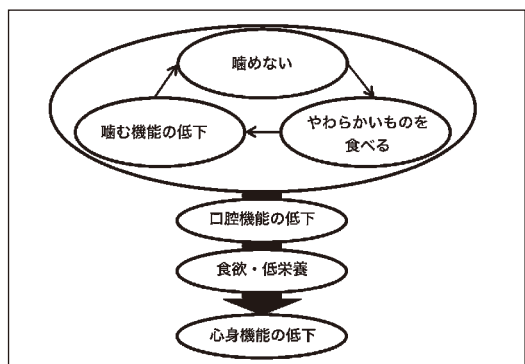 噛めない
噛む機能の低下
やわらかいものを
食べる
口腔機能の低下
食欲・低栄養
心身機能の低下